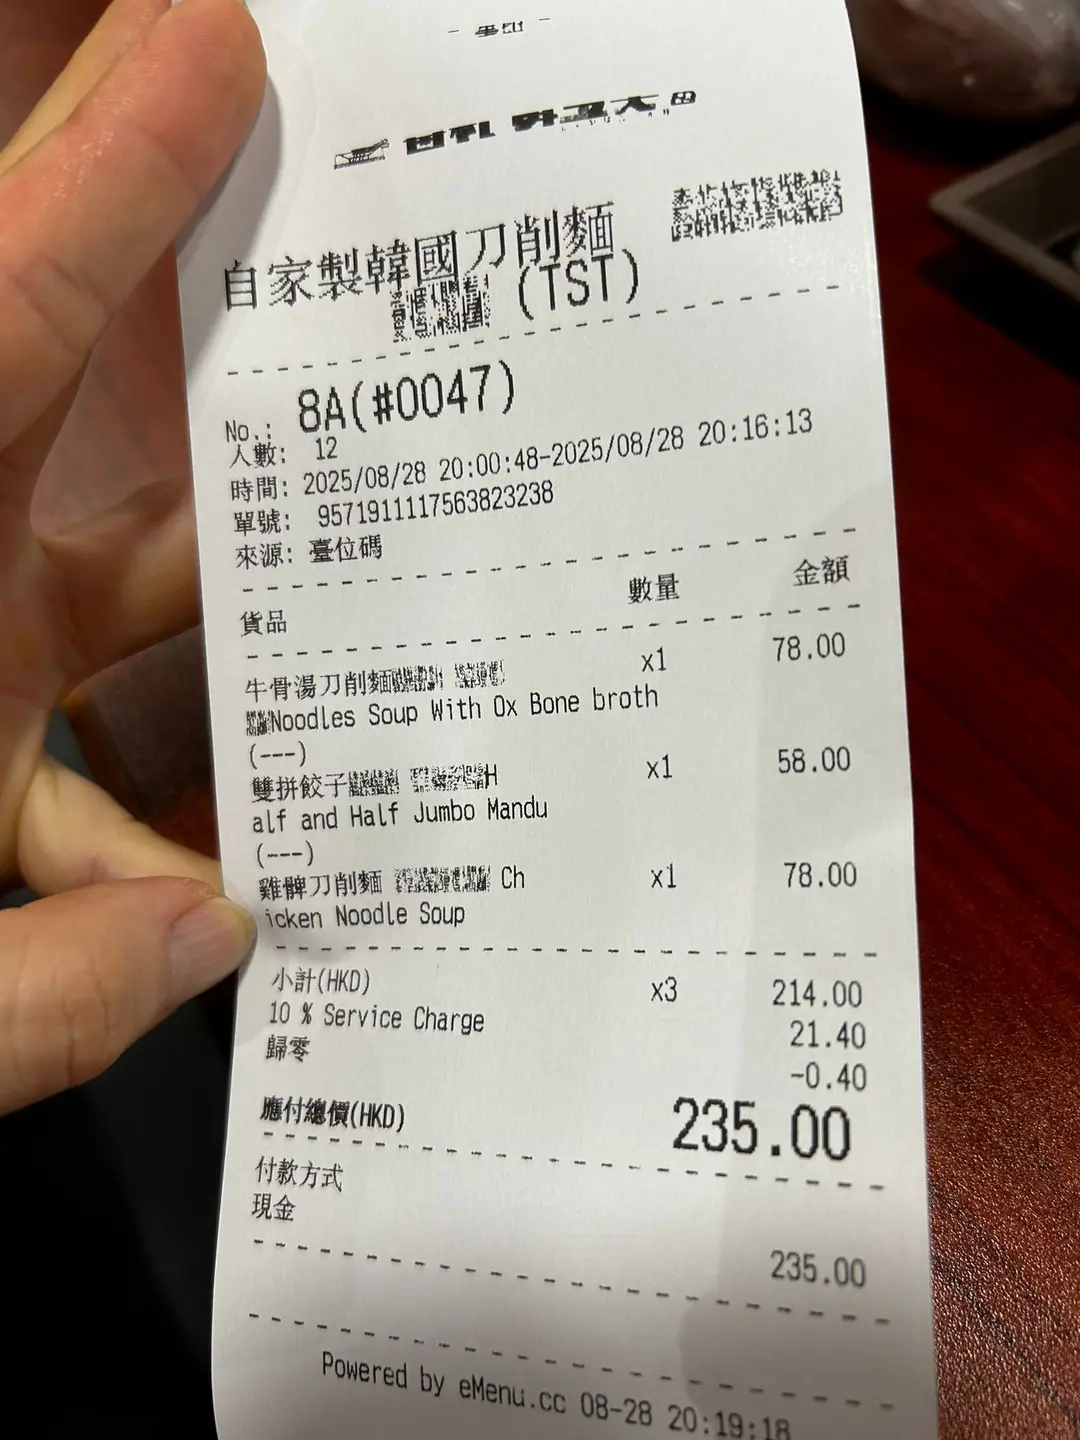 自家製韓國刀削麵
(TST)
No.: 8A(#0047)
人數: 12
時間: 2025/08/28 20:00:48-2025/08/28 20:16:13
單號: 9571911117563823238
來源: 臺位碼
貨品 數量 金額
牛骨湯刀削麵 x1 78.00
Noodles Soup With Ox Bone broth
(---)
雙拼餃子 H x1 58.00
alf and Half Jumbo Mandu
(---)
雞髀刀削麵 Ch x1 78.00
icken Noodle Soup
小計(HKD) x3 214.00
10 % Service Charge 21.40
歸零 -0.40
應付總價(HKD) 235.00
付款方式
現金
235.00
Powered by eMenu.cc 08-28 20:19:18